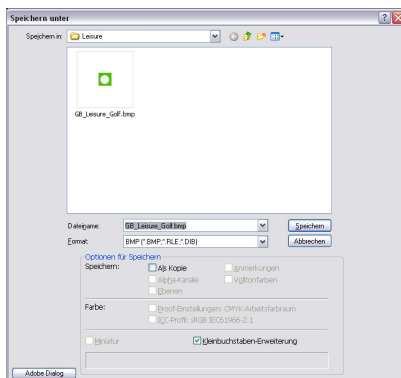 Speichern unter
Speichern in:
Leisure
GB_Leisure_Golf.bmp
Dateiname:
GB_Leisure_Golf.bmp
Speichern
Format:
BMP (*.BMP;*.RLE;*.DIB)
Abbrechen
Optionen für Speichern
Speichern:
Als Kopie
Anmerkungen
Alpha-Kanäle
Volltonfarben
Ebenen
Farbe:
Proof-Einstellungen: CMYK-Arbeitsfarbraum
ICC-Profil: sRGB IEC61966-2.1
Miniatur
Kleinbuchstaben-Erweiterung
Adobe Dialog